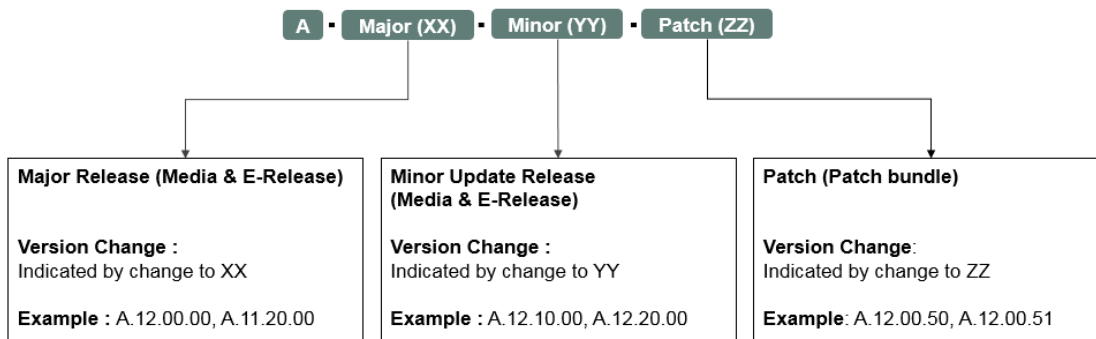 A - Major (XX) - Minor (YY) - Patch (ZZ)
Major Release (Media & E-Release)
Version Change :
Indicated by change to XX
Example : A.12.00.00, A.11.20.00
Minor Update Release
(Media & E-Release)
Version Change :
Indicated by change to YY
Example : A.12.10.00, A.12.20.00
Patch (Patch bundle)
Version Change:
Indicated by change to ZZ
Example: A.12.00.50, A.12.00.51